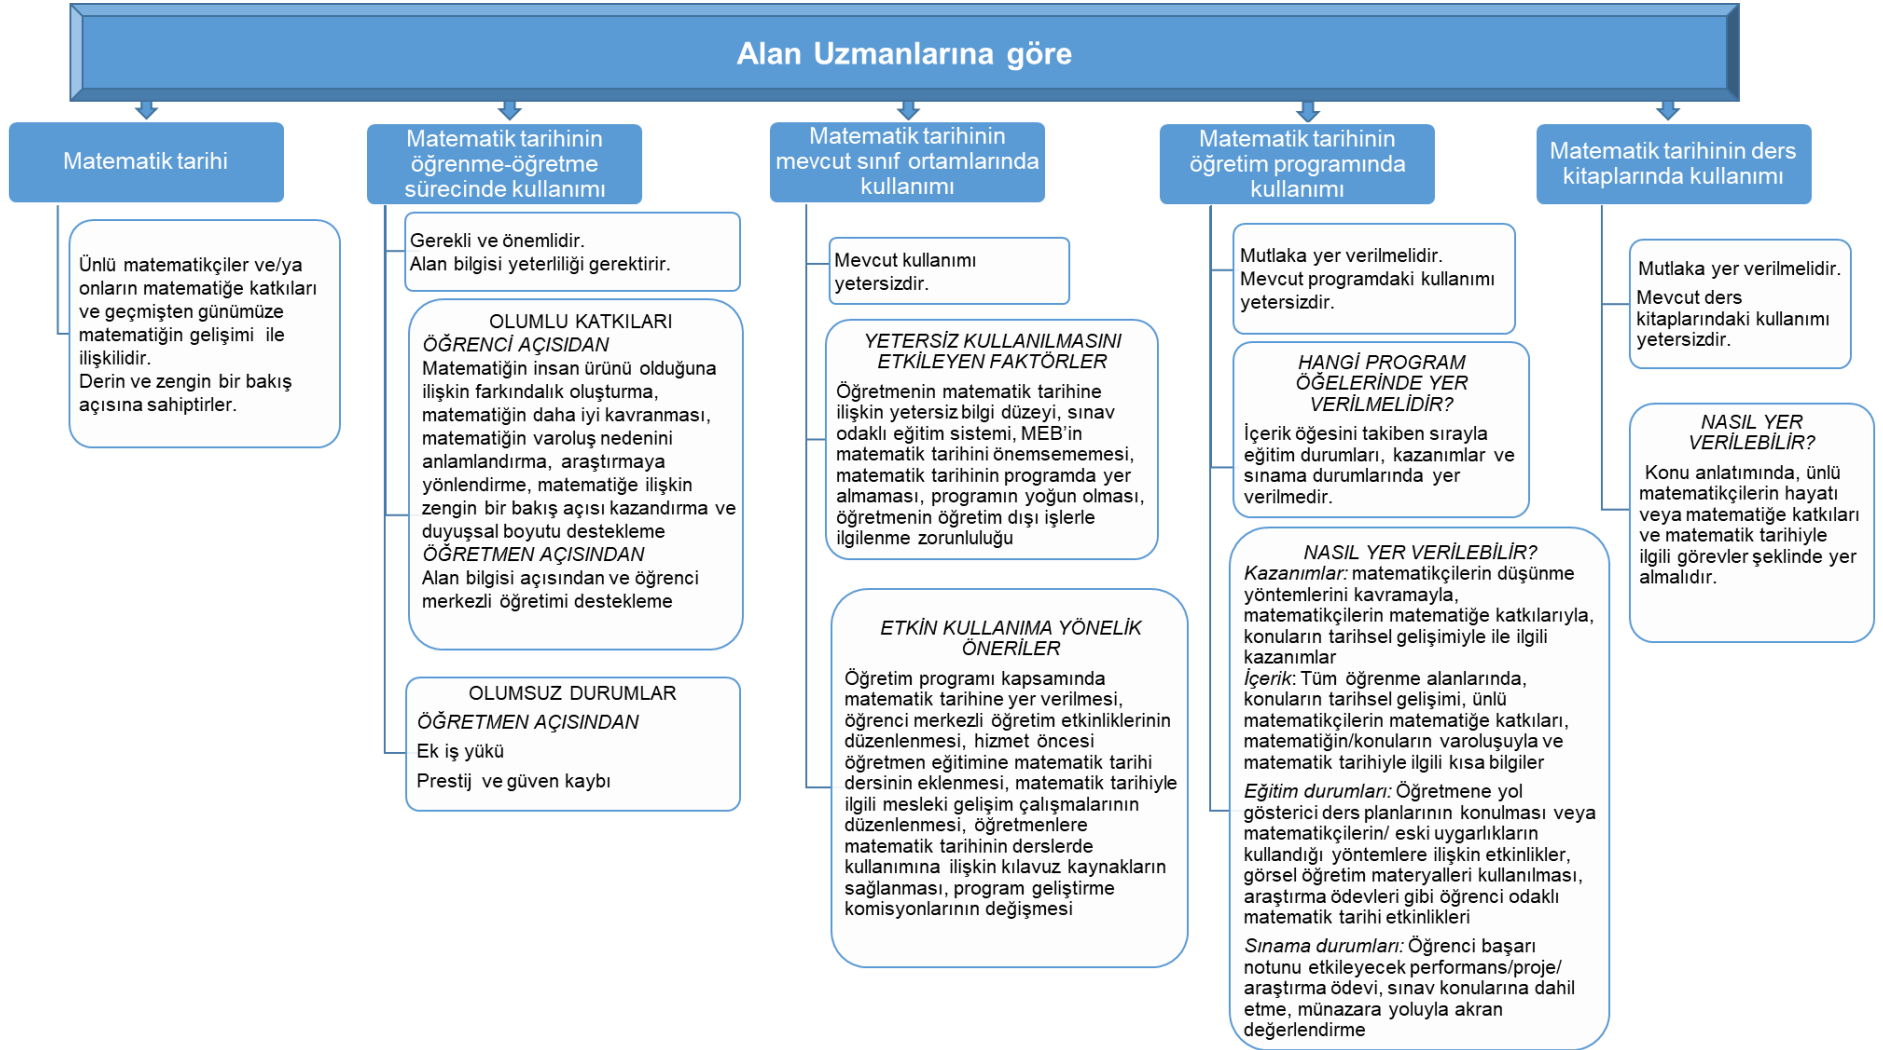 Alan Uzmanlarına göre
Matematik tarihi
Ünlü matematikçiler ve/ya
onların matematiğe katkıları
ve geçmişten günümüze
matematiğin gelişimi ile
ilişkilidir.
Derin ve zengin bir bakış
açısına sahiptirler.
Matematik tarihinin
öğrenme-öğretme
sürecinde kullanımı
Gerekli ve önemlidir.
Alan bilgisi yeterliliği gerektirir.
OLUMLU KATKILARI
ÖĞRENCİ AÇISIDAN
Matematiğin insan ürünü olduğuna
ilişkin farkındalık oluşturma,
matematiğin daha iyi kavranması,
matematiğin varoluş nedenini
anlamlandırma, araştırmaya
yönlendirme, matematiğe ilişkin
zengin bir bakış açısı kazandırma ve
duyuşsal boyutu destekleme
ÖĞRETMEN AÇISINDAN
Alan bilgisi açısından ve öğrenci
merkezli öğretimi destekleme
OLUMSUZ DURUMLAR
ÖĞRETMEN AÇISINDAN
Ek iş yükü
Prestij ve güven kaybı
Matematik tarihinin
mevcut sınıf ortamlarında
kullanımı
Mevcut kullanımı
yetersizdir.
YETERSİZ KULLANILMASINI
ETKİLEYEN FAKTÖRLER
Öğretmenin matematik tarihine
ilişkin yetersiz bilgi düzeyi, sınav
odaklı eğitim sistemi, MEB’in
matematik tarihini önemsememesi,
matematik tarihinin programda yer
almaması, programın yoğun olması,
öğretmenin öğretim dışı işlerle
ilgilenme zorunluluğu
ETKİN KULLANIMA YÖNELİK
ÖNERİLER
Öğretim programı kapsamında
matematik tarihine yer verilmesi,
öğrenci merkezli öğretim etkinliklerinin
düzenlenmesi, hizmet öncesi
öğretmen eğitimine matematik tarihi
dersinin eklenmesi, matematik tarihiyle
ilgili mesleki gelişim çalışmalarının
düzenlenmesi, öğretmenlere
matematik tarihinin derslerde
kullanımına ilişkin kılavuz kaynakların
sağlanması, program geliştirme
komisyonlarının değişmesi
Matematik tarihinin
öğretim programında
kullanımı
Mutlaka yer verilmelidir.
Mevcut programdaki kullanımı
yetersizdir.
HANGİ PROGRAM
ÖĞELERİNDE YER
VERİLMELİDİR?
İçerik öğesini takiben sırayla
eğitim durumları, kazanımlar ve
sınama durumlarında yer
verilmedir.
NASIL YER VERİLEBİLİR?
Kazanımlar: matematikçilerin düşünme
yöntemlerini kavramayla,
matematikçilerin matematiğe katkılarıyla,
konuların tarihsel gelişimiyle ile ilgili
kazanımlar
İçerik: Tüm öğrenme alanlarında,
konuların tarihsel gelişimi, ünlü
matematikçilerin matematiğe katkıları,
matematiğin/konuların varoluşuyla ve
matematik tarihiyle ilgili kısa bilgiler
Eğitim durumları: Öğretmene yol
gösterici ders planlarının konulması veya
matematikçilerin/ eski uygarlıkların
kullandığı yöntemlere ilişkin etkinlikler,
görsel öğretim materyalleri kullanılması,
araştırma ödevleri gibi öğrenci odaklı
matematik tarihi etkinlikleri
Sınama durumları: Öğrenci başarı
notunu etkileyecek performans/proje/
araştırma ödevi, sınav konularına dahil
etme, münazara yoluyla akran
değerlendirme
Matematik tarihinin ders
kitaplarında kullanımı
Mutlaka yer verilmelidir.
Mevcut ders
kitaplarındaki kullanımı
yetersizdir.
NASIL YER
VERİLEBİLİR?
Konu anlatımında, ünlü
matematikçilerin hayatı
veya matematiğe katkıları
ve matematik tarihiyle
ilgili görevler şeklinde yer
almalıdır.